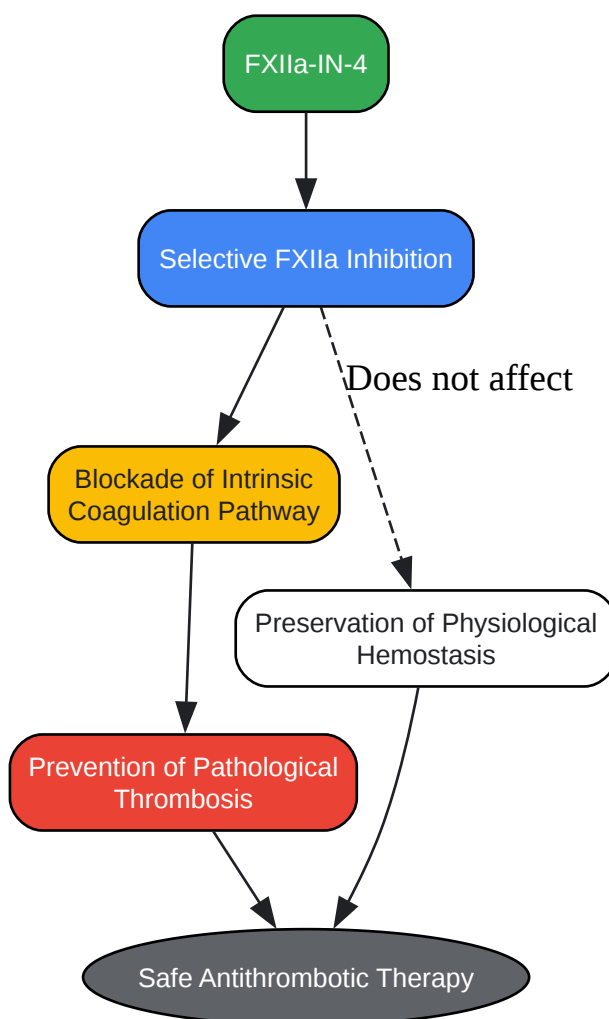 FXIIa-IN-4
Selective FXIIa Inhibition
Does not affect
Blockade of Intrinsic
Coagulation Pathway
Preservation of Physiological
Hemostasis
Prevention of Pathological
Thrombosis
Safe Antithrombotic Therapy